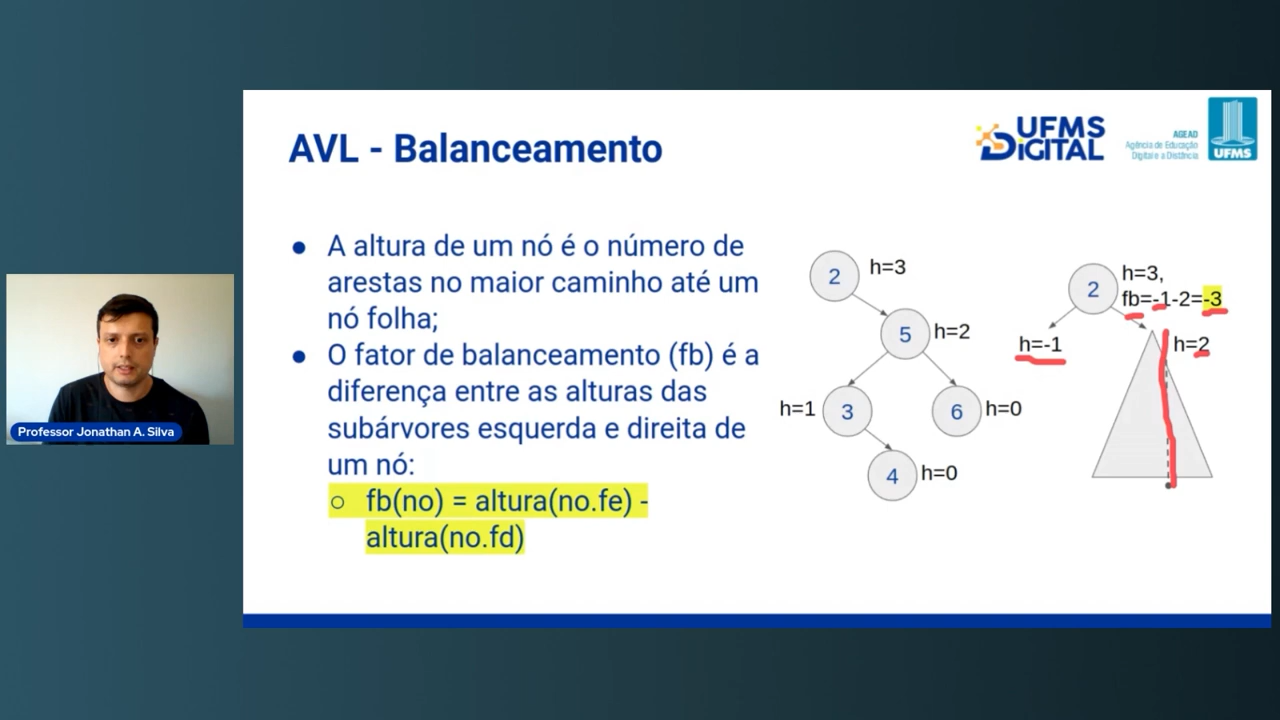 AVL - Balanceamento
UFMS
DIGITAL
AGEAD
Agência de Educação
Digital e a Distância
UFMS
● A altura de um nó é o número de
arestas no maior caminho até um
nó folha;
● O fator de balanceamento (fb) é a
diferença entre as alturas das
subárvores esquerda e direita de
um nó:
○ fb(no) = altura(no.fe) -
altura(no.fd)
2 h=3
5 h=2
h=1 3
6 h=0
4 h=0
2 h=3,
fb=-1-2=-3
h=-1
h=2
Professor Jonathan A. Silva